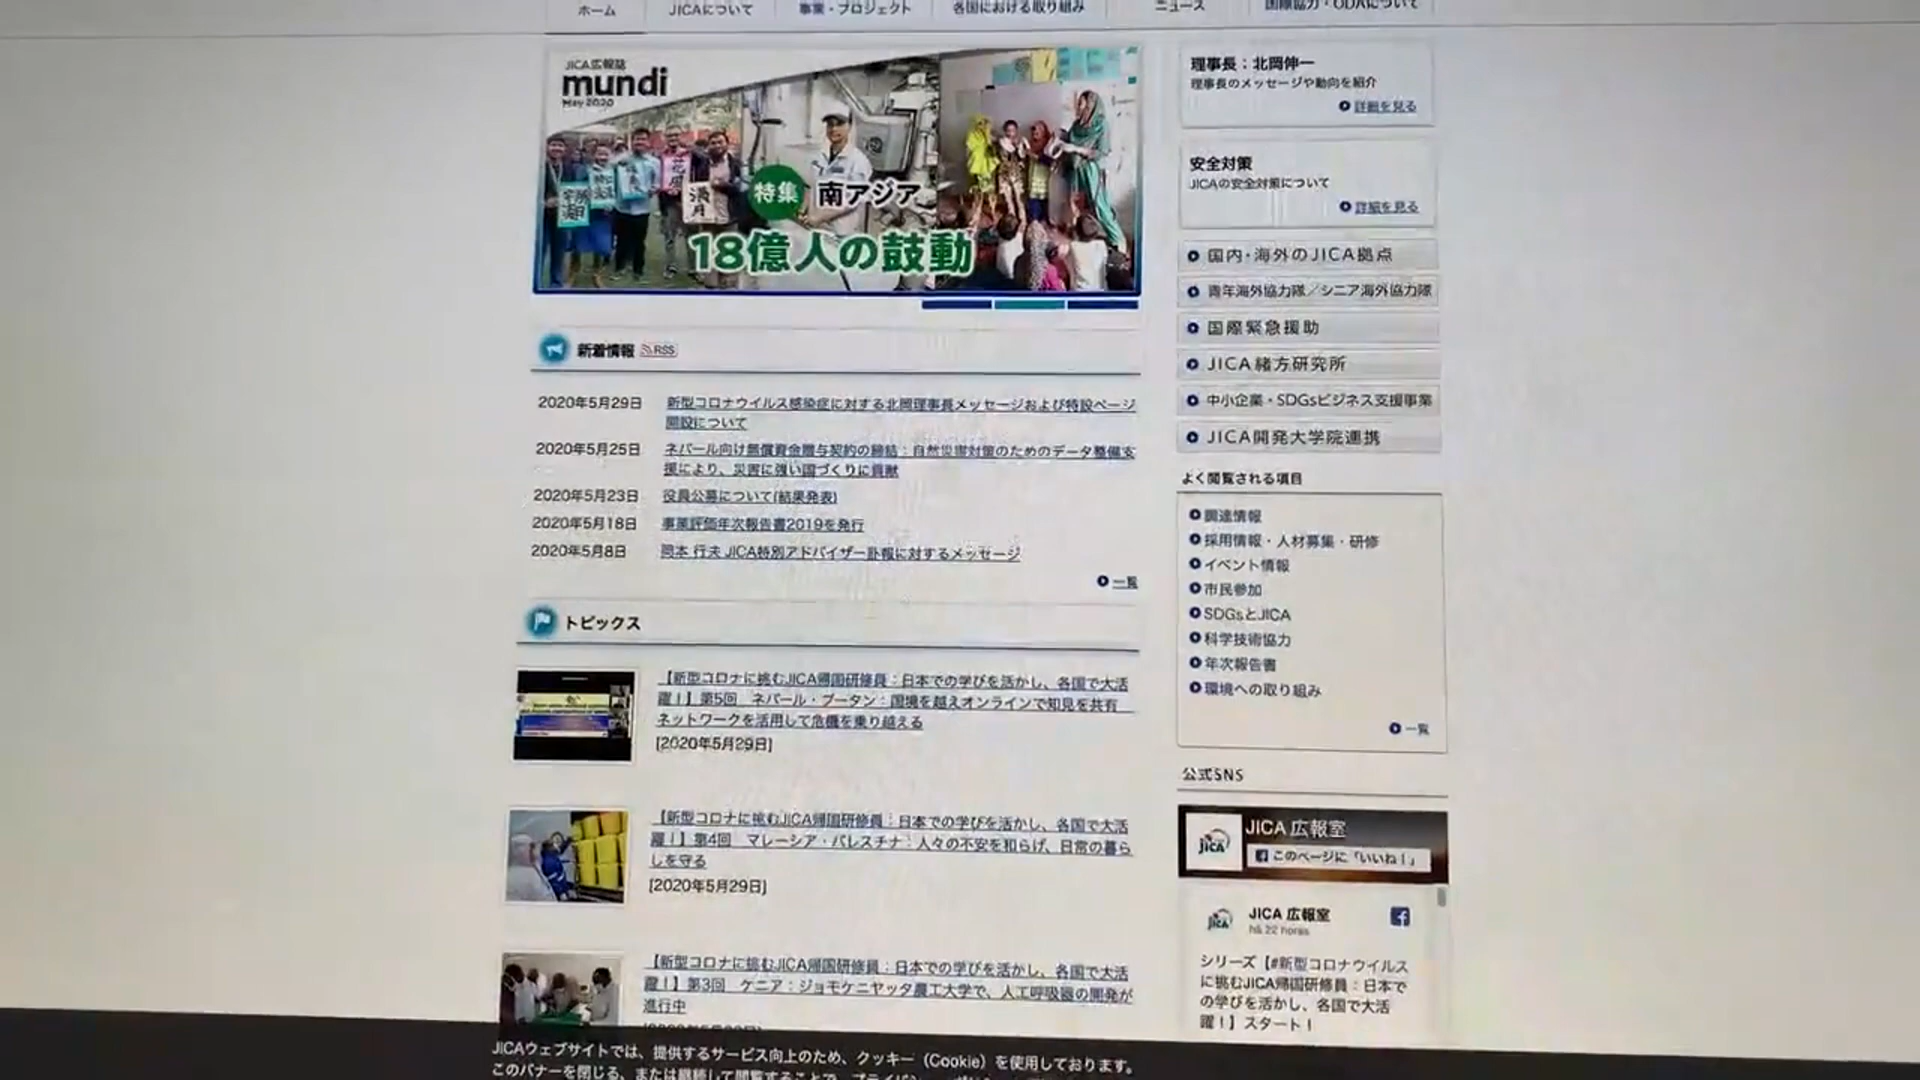 ホーム
JICAについて
事業・プロジェクト
各国における取り組み
ニュース
国際協力・ODAについて
JICA広報誌
mundi
May 2020
特集 南アジア
18億人の鼓動
満月
理事長：北岡伸一
理事長のメッセージや動向を紹介
詳細を見る
安全対策
JICAの安全対策について
詳細を見る
国内・海外のJICA拠点
青年海外協力隊／シニア海外協力隊
国際緊急援助
JICA緒方研究所
中小企業・SDGsビジネス支援事業
JICA開発大学院連携
新着情報 RSS
2020年5月29日 新型コロナウイルス感染症に対する北岡理事長メッセージおよび特設ページ
開設について
2020年5月25日 ネパール向け無償資金贈与契約の締結：自然災害対策のためのデータ整備支
援により、災害に強い国づくりに貢献
2020年5月23日 役員公募について(結果発表)
2020年5月18日 事業評価年次報告書2019を発行
2020年5月8日 岡本 行夫 JICA特別アドバイザー訃報に対するメッセージ
一覧
よく閲覧される項目
調達情報
採用情報・人材募集・研修
イベント情報
市民参加
SDGsとJICA
科学技術協力
年次報告書
環境への取り組み
一覧
トピックス
【新型コロナに挑むJICA帰国研修員：日本での学びを活かし、各国で大活
躍！】第5回 ネパール・ブータン：国境を越えオンラインで知見を共有
ネットワークを活用して危機を乗り越える
[2020年5月29日]
【新型コロナに挑むJICA帰国研修員：日本での学びを活かし、各国で大活
躍！】第4回 マレーシア・パレスチナ：人々の不安を和らげ、日常の暮ら
しを守る
[2020年5月29日]
【新型コロナに挑むJICA帰国研修員：日本での学びを活かし、各国で大活
躍！】第3回 ケニア：ジョモケニヤッタ農工大学で、人工呼吸器の開発が
進行中
公式SNS
JICA
JICA 広報室
このページに「いいね！」
JICA
JICA 広報室
há 22 horas
シリーズ【#新型コロナウイルス
に挑むJICA帰国研修員：日本で
の学びを活かし、各国で大活
躍！】スタート！
JICAウェブサイトでは、提供するサービス向上のため、クッキー（Cookie）を使用しております。
このバナーを閉じる、または継続して閲覧することで、